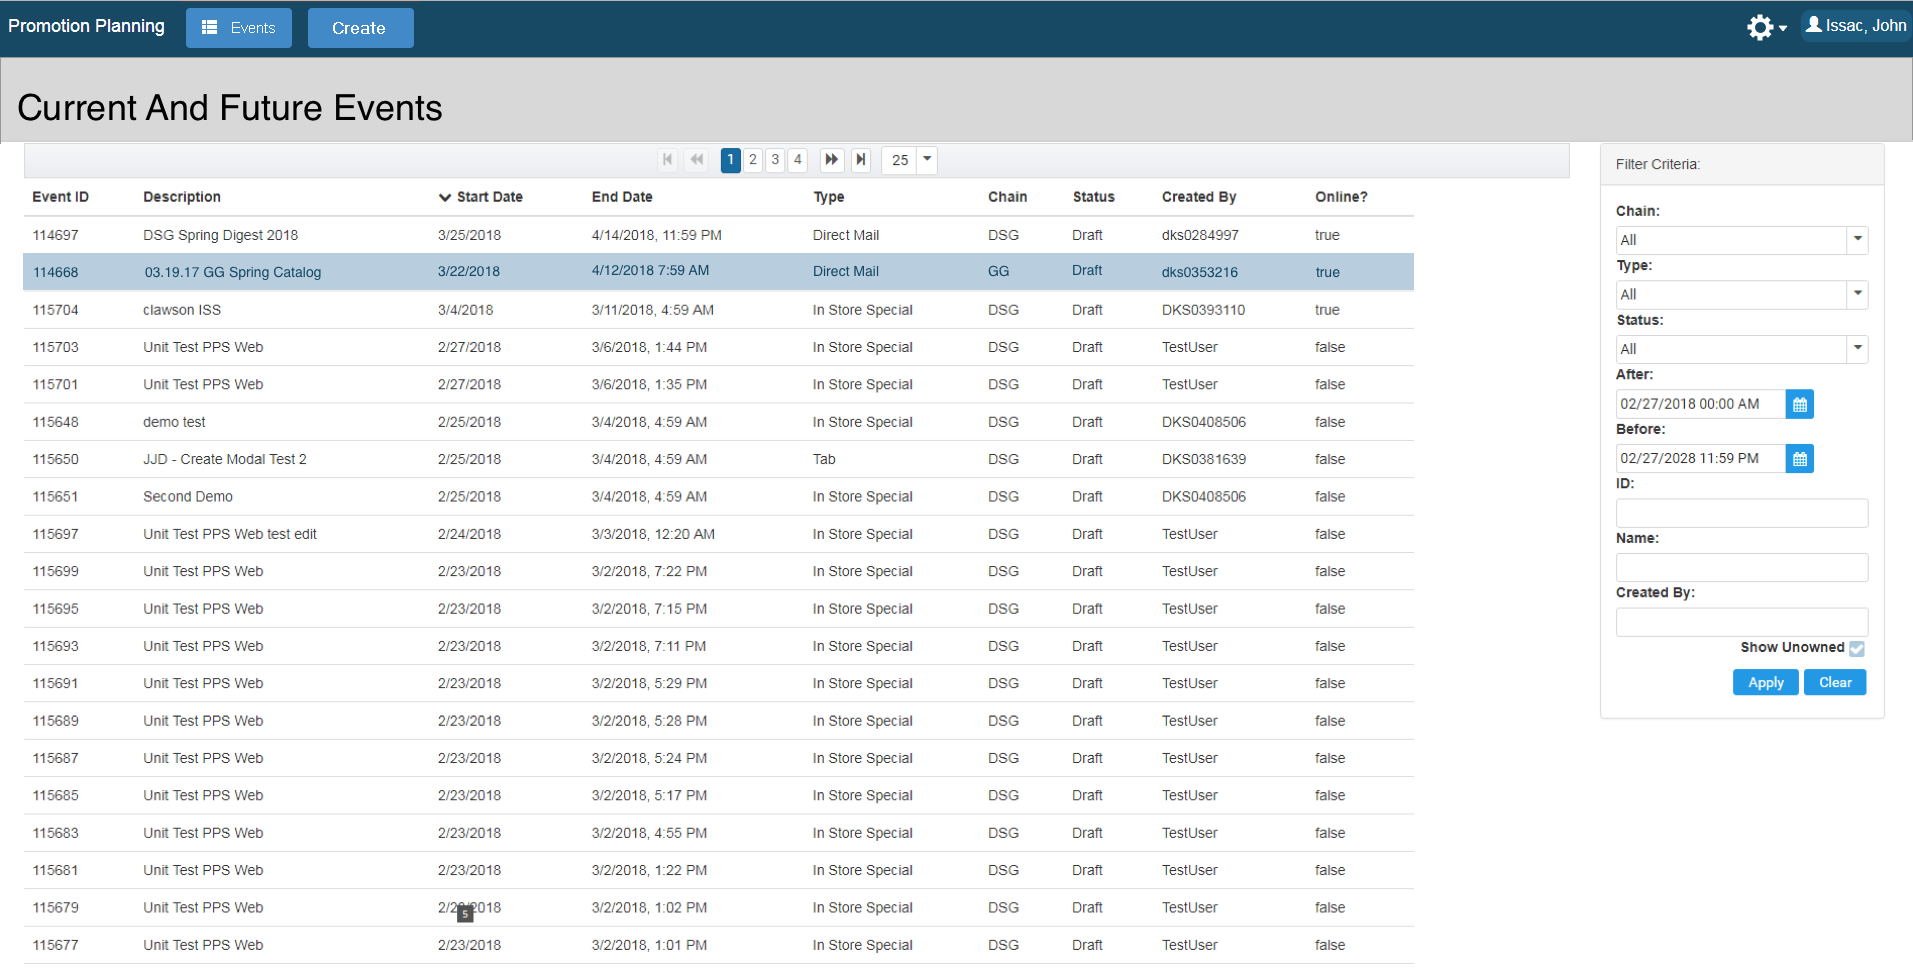 Promotion Planning Events Create Issac, John
Current And Future Events
1 2 3 4 25
Event ID Description Start Date End Date Type Chain Status Created By Online?
114697 DSG Spring Digest 2018 3/25/2018 4/14/2018, 11:59 PM Direct Mail DSG Draft dks0284997 true
114668 03.19.17 GG Spring Catalog 3/22/2018 4/12/2018 7:59 AM Direct Mail GG Draft dks0353216 true
115704 clawson ISS 3/4/2018 3/11/2018, 4:59 AM In Store Special DSG Draft DKS0393110 true
115703 Unit Test PPS Web 2/27/2018 3/6/2018, 1:44 PM In Store Special DSG Draft TestUser false
115701 Unit Test PPS Web 2/27/2018 3/6/2018, 1:35 PM In Store Special DSG Draft TestUser false
115648 demo test 2/25/2018 3/4/2018, 4:59 AM In Store Special DSG Draft DKS0408506 false
115650 JJD - Create Modal Test 2 2/25/2018 3/4/2018, 4:59 AM Tab DSG Draft DKS0381639 false
115651 Second Demo 2/25/2018 3/4/2018, 4:59 AM In Store Special DSG Draft DKS0408506 false
115697 Unit Test PPS Web test edit 2/24/2018 3/3/2018, 12:20 AM In Store Special DSG Draft TestUser false
115699 Unit Test PPS Web 2/23/2018 3/2/2018, 7:22 PM In Store Special DSG Draft TestUser false
115695 Unit Test PPS Web 2/23/2018 3/2/2018, 7:15 PM In Store Special DSG Draft TestUser false
115693 Unit Test PPS Web 2/23/2018 3/2/2018, 7:11 PM In Store Special DSG Draft TestUser false
115691 Unit Test PPS Web 2/23/2018 3/2/2018, 5:29 PM In Store Special DSG Draft TestUser false
115689 Unit Test PPS Web 2/23/2018 3/2/2018, 5:28 PM In Store Special DSG Draft TestUser false
115687 Unit Test PPS Web 2/23/2018 3/2/2018, 5:24 PM In Store Special DSG Draft TestUser false
115685 Unit Test PPS Web 2/23/2018 3/2/2018, 5:17 PM In Store Special DSG Draft TestUser false
115683 Unit Test PPS Web 2/23/2018 3/2/2018, 4:55 PM In Store Special DSG Draft TestUser false
115681 Unit Test PPS Web 2/23/2018 3/2/2018, 1:22 PM In Store Special DSG Draft TestUser false
115679 Unit Test PPS Web 2/23/2018 3/2/2018, 1:02 PM In Store Special DSG Draft TestUser false
5
115677 Unit Test PPS Web 2/23/2018 3/2/2018, 1:01 PM In Store Special DSG Draft TestUser false
Filter Criteria:
Chain:
All
Type:
All
Status:
All
After:
02/27/2018 00:00 AM
Before:
02/27/2028 11:59 PM
ID:
Name:
Created By:
Show Unowned
Apply Clear